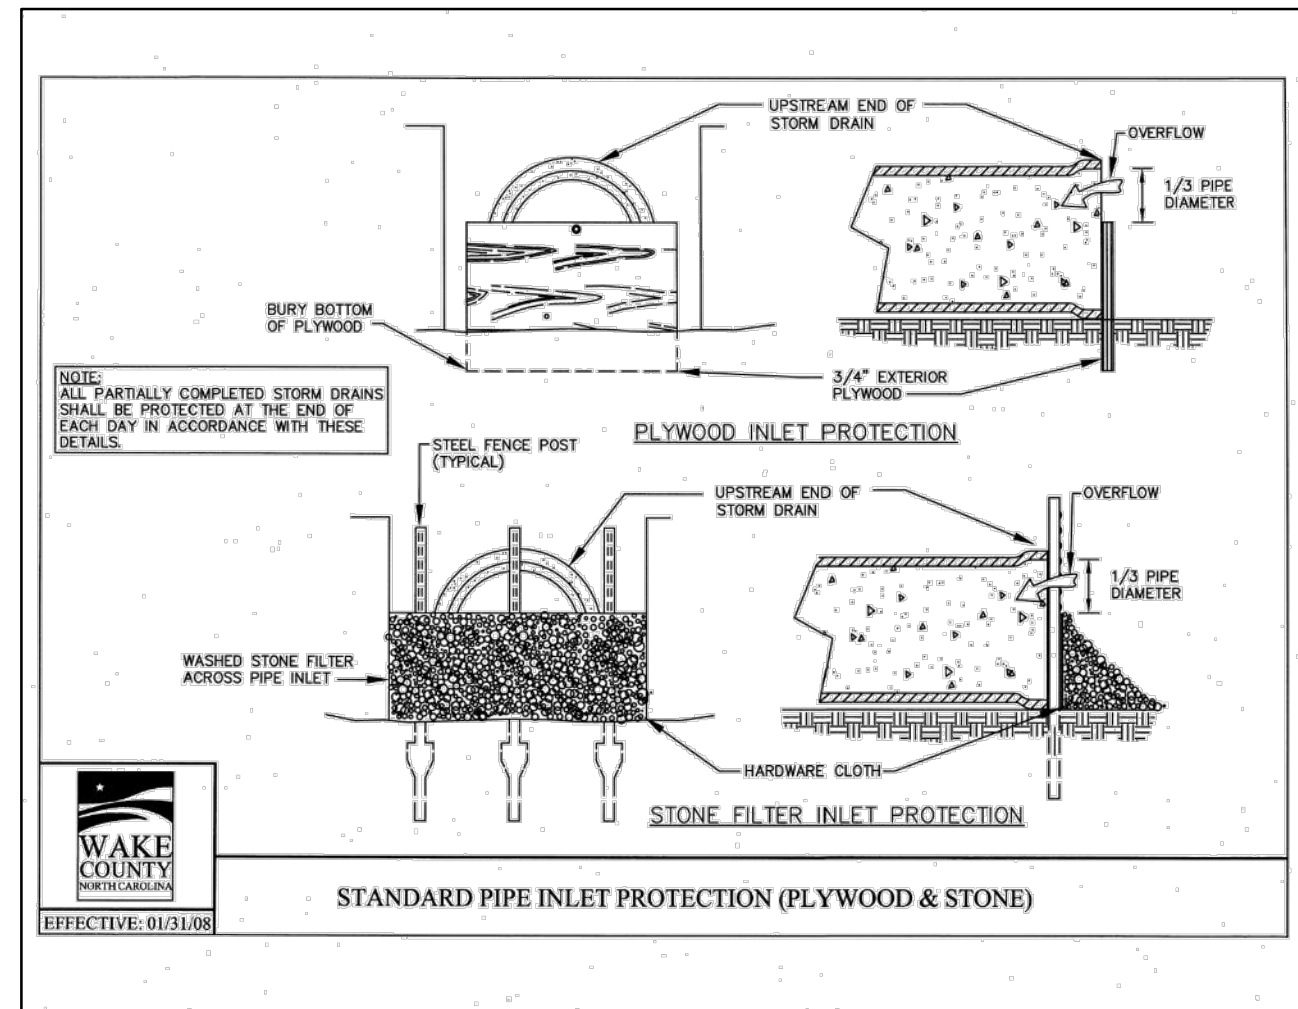 UPSTREAM END OF
STORM DRAIN
OVERFLOW
1/3 PIPE
DIAMETER
BURY BOTTOM
OF PLYWOOD
3/4" EXTERIOR
PLYWOOD
NOTE:
ALL PARTIALLY COMPLETED STORM DRAINS
SHALL BE PROTECTED AT THE END OF
EACH DAY IN ACCORDANCE WITH THESE
DETAILS.
PLYWOOD INLET PROTECTION
STEEL FENCE POST
(TYPICAL)
UPSTREAM END OF
STORM DRAIN
OVERFLOW
1/3 PIPE
DIAMETER
WASHED STONE FILTER
ACROSS PIPE INLET
HARDWARE CLOTH
STONE FILTER INLET PROTECTION
WAKE
COUNTY
NORTH CAROLINA
EFFECTIVE: 01/31/08
STANDARD PIPE INLET PROTECTION (PLYWOOD & STONE)